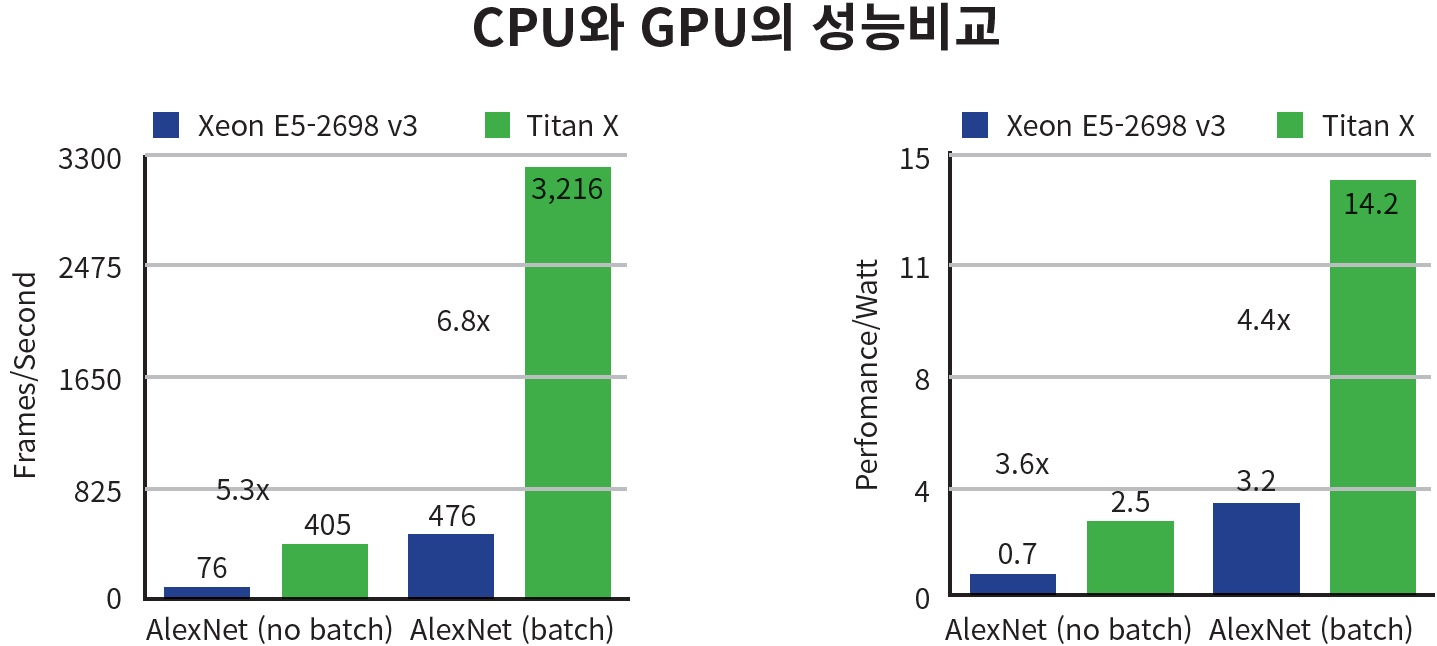 CPU와 GPU의 성능비교
Xeon E5-2698 v3
Titan X
3300
2475
1650
825
0
Frames/Second
3,216
6.8x
5.3x
405
476
76
AlexNet (no batch)
AlexNet (batch)
Xeon E5-2698 v3
Titan X
15
11
8
4
0
Perfomance/Watt
14.2
4.4x
3.6x
3.2
2.5
0.7
AlexNet (no batch)
AlexNet (batch)